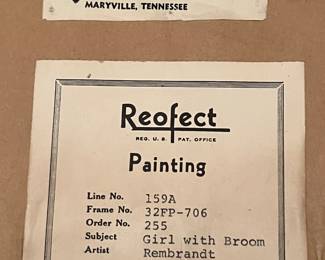 MARYVILLE, TENNESSEE
Reofect
REG. U. S. PAT. OFFICE
Painting
Line No. 159A
Frame No. 32FP-706
Order No. 255
Subject Girl with Broom
Artist Rembrandt